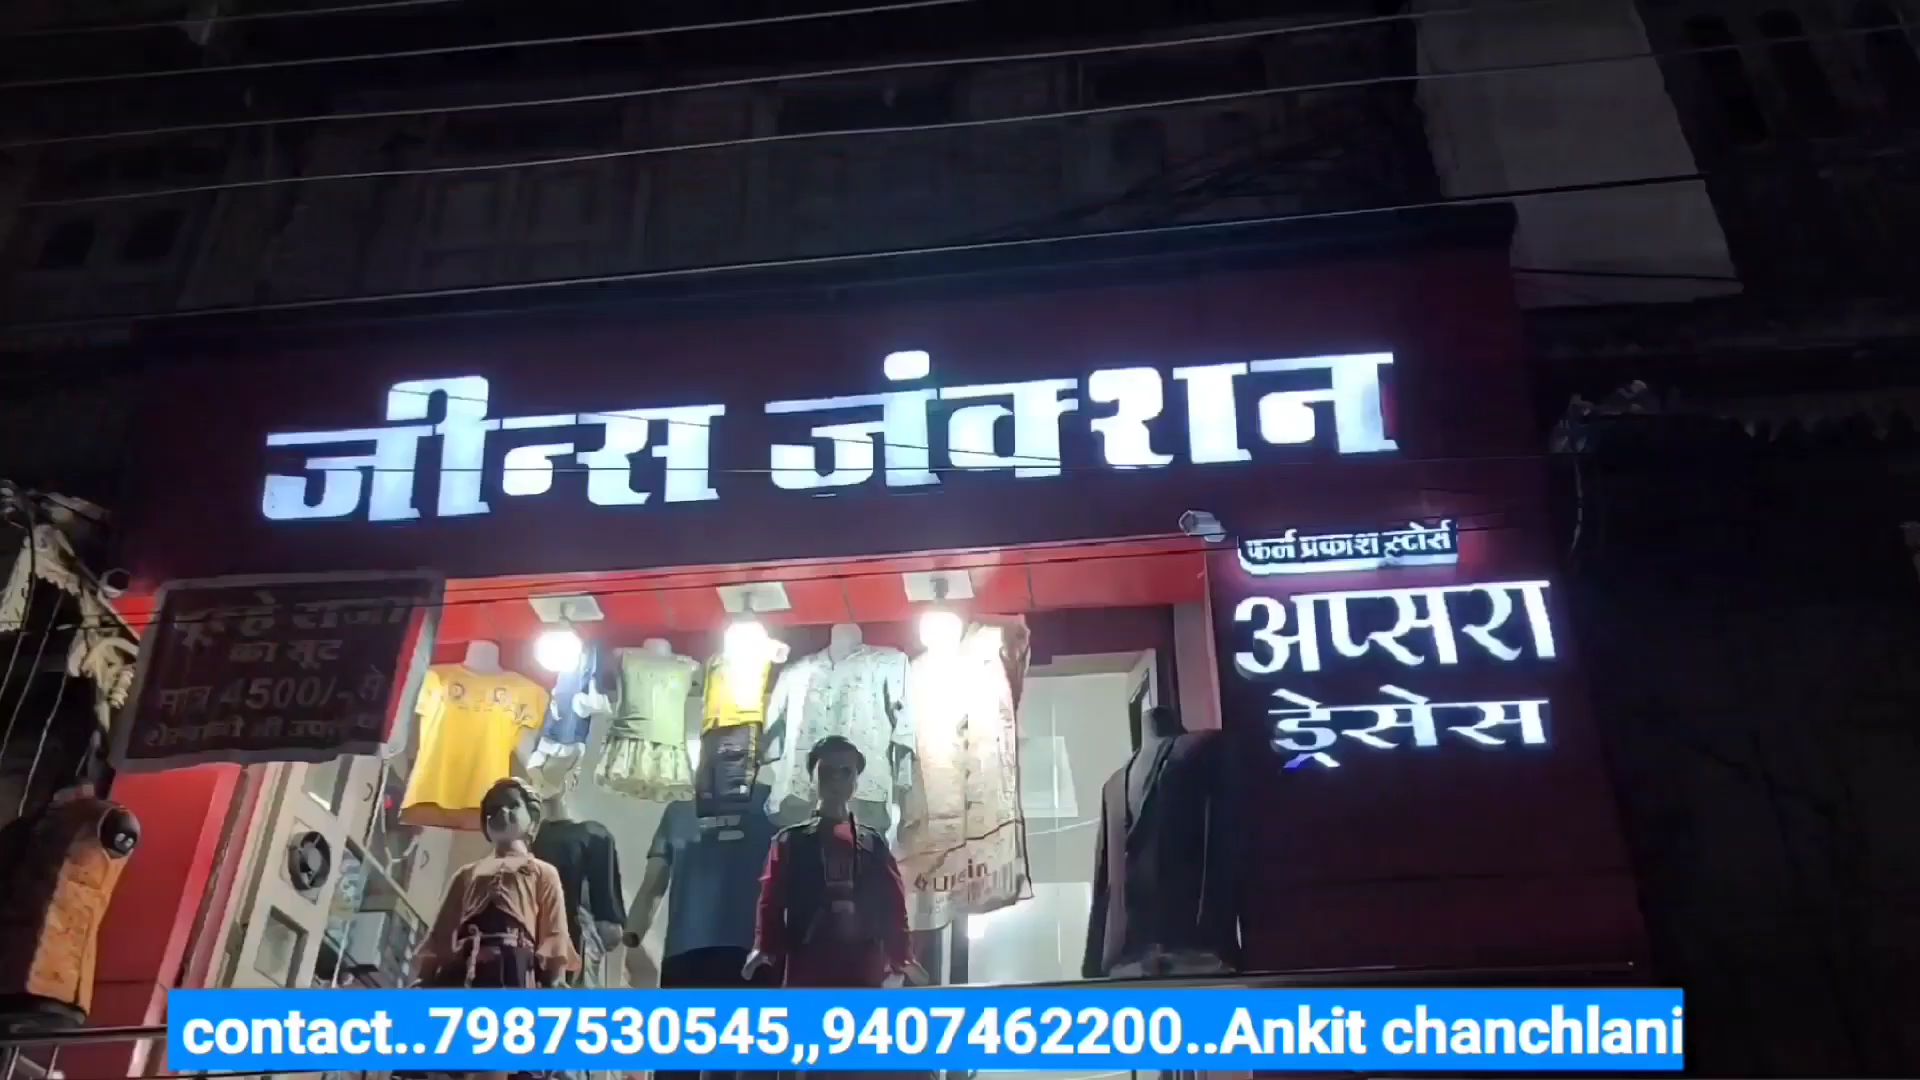 जीन्स जंक्शन
फर्म प्रकाश स्टोर्स
अप्सरा
ड्रेसेस
दूल्हे राजा
का सूट
मात्र 4500/- से
contact..7987530545,,9407462200..Ankit chanchlani